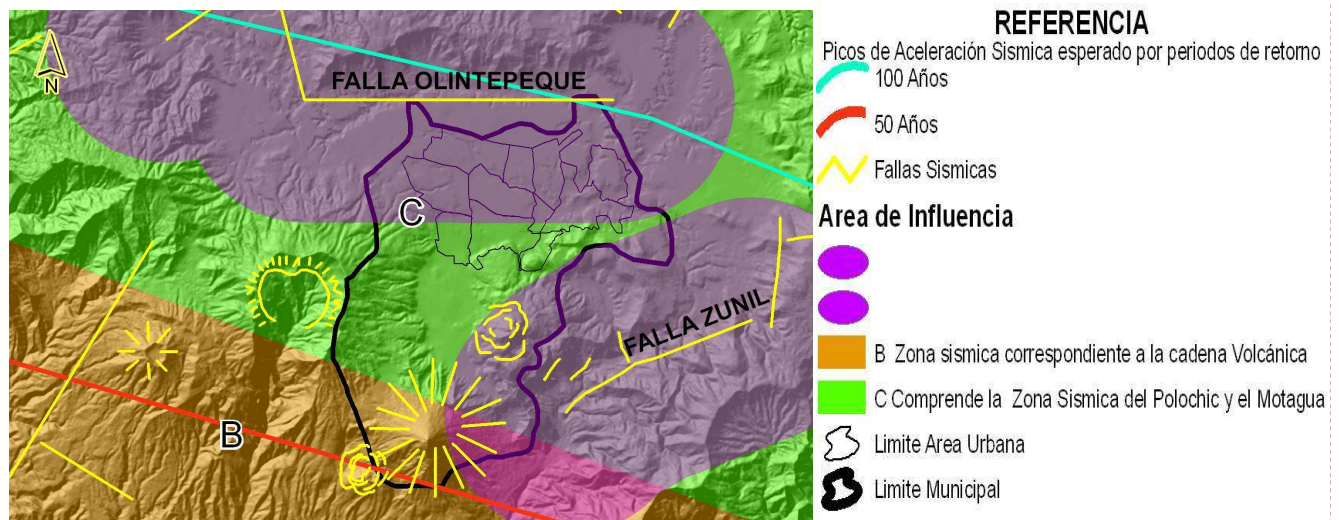 N
FALLA OLINTEPEQUE
C
FALLA ZUNIL
B
REFERENCIA
Picos de Aceleración Sismica esperado por periodos de retorno
100 Años
50 Años
Fallas Sismicas
Area de Influencia
B Zona sísmica correspondiente a la cadena Volcánica
C Comprende la Zona Sismica del Polochic y el Motagua
Limite Area Urbana
Limite Municipal